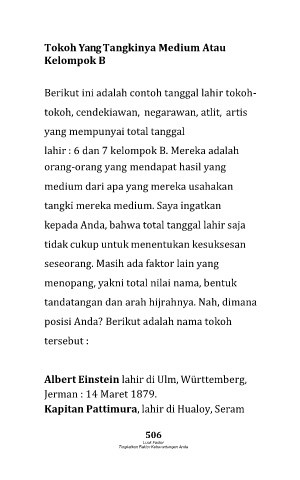 Tokoh Yang Tangkinya Medium Atau
Kelompok B
Berikut ini adalah contoh tanggal lahir tokoh-
tokoh, cendekiawan, negarawan, atlit, artis
yang mempunyai total tanggal
lahir : 6 dan 7 kelompok B. Mereka adalah
orang-orang yang mendapat hasil yang
medium dari apa yang mereka usahakan
tangki mereka medium. Saya ingatkan
kepada Anda, bahwa total tanggal lahir saja
tidak cukup untuk menentukan kesuksesan
seseorang. Masih ada faktor lain yang
menopang, yakni total nilai nama, bentuk
tandatangan dan arah hijrahnya. Nah, dimana
posisi Anda? Berikut adalah nama tokoh
tersebut :
Albert Einstein lahir di Ulm, Württemberg,
Jerman : 14 Maret 1879.
Kapitan Pattimura, lahir di Hualoy, Seram
506
Tingkatkan Faktor Keberuntungan Anda